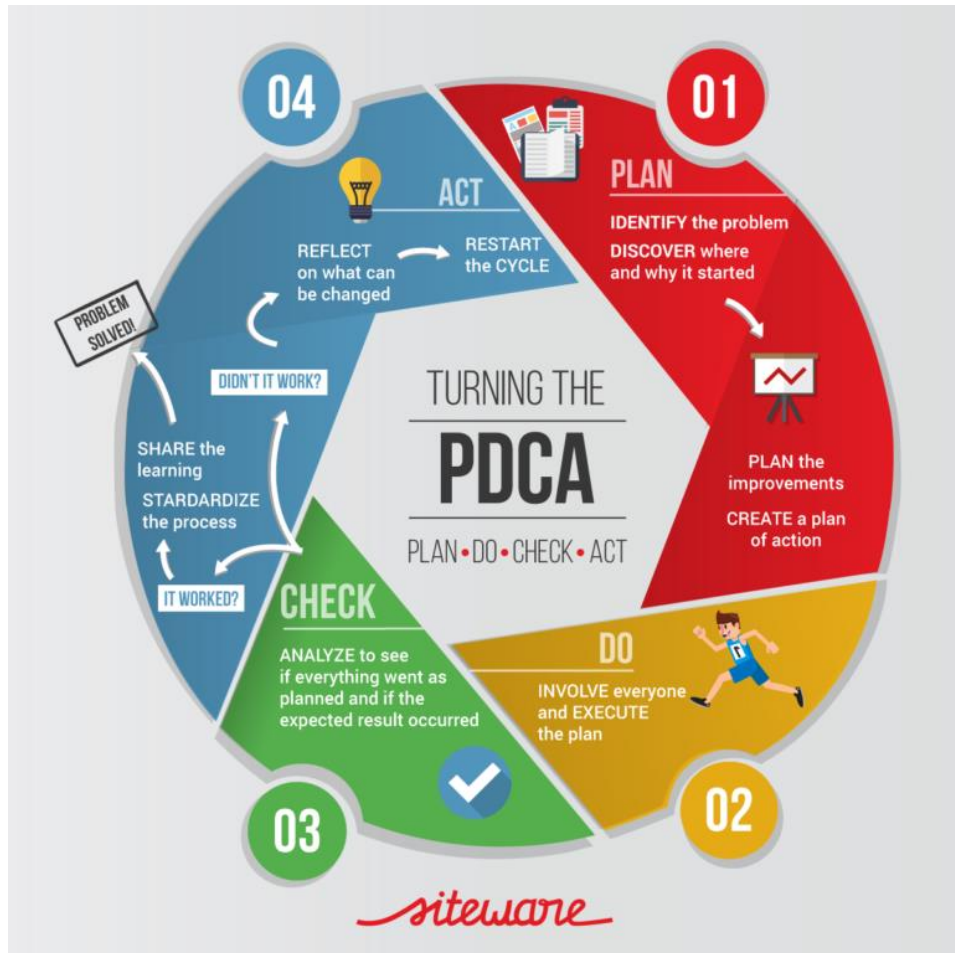 01
PLAN
IDENTIFY the problem
DISCOVER where
and why it started
PLAN the
improvements
CREATE a plan
of action
02
DO
INVOLVE everyone
and EXECUTE
the plan
1
03
CHECK
ANALYZE to see
if everything went as
planned and if the
expected result occurred
04
ACT
IT WORKED?
STARDARDIZE
the process
SHARE the
learning
PROBLEM
SOLVED!
DIDN'T IT WORK?
REFLECT
on what can
be changed
RESTART
the CYCLE
TURNING THE
PDCA
PLAN•DO•CHECK•ACT
siteware